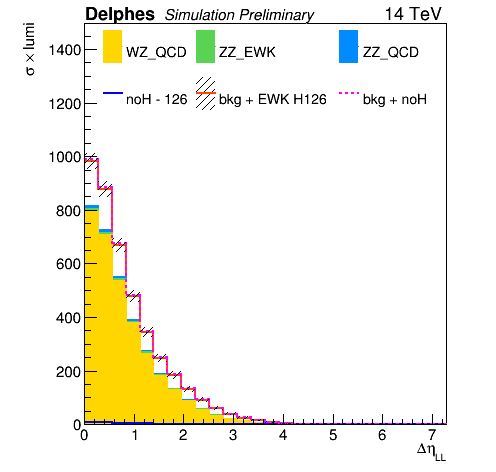 Delphes Simulation Preliminary 14 TeV
σ × lumi
WZ_QCD ZZ_EWK ZZ_QCD
noH - 126 bkg + EWK H126 bkg + noH
1400
1200
1000
800
600
400
200
0
0 1 2 3 4 5 6 7
Δη_LL